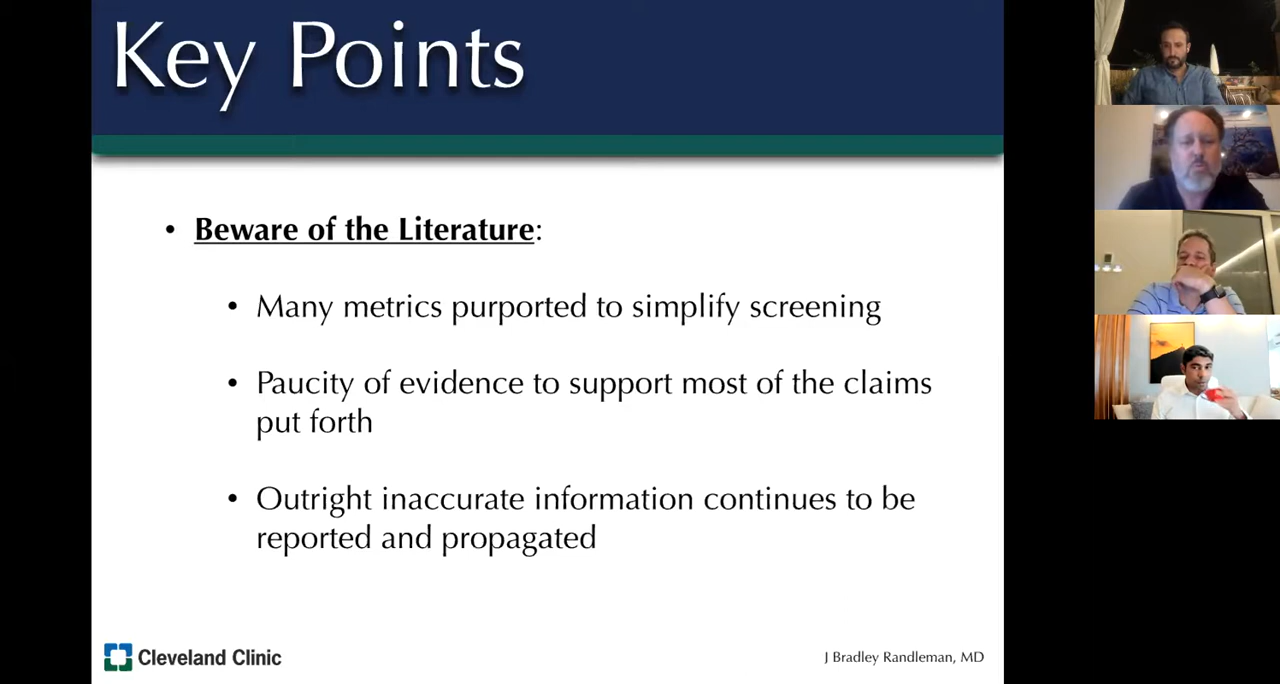 Key Points
• Beware of the Literature:
• Many metrics purported to simplify screening
• Paucity of evidence to support most of the claims
put forth
• Outright inaccurate information continues to be
reported and propagated
Cleveland Clinic
J Bradley Randleman, MD